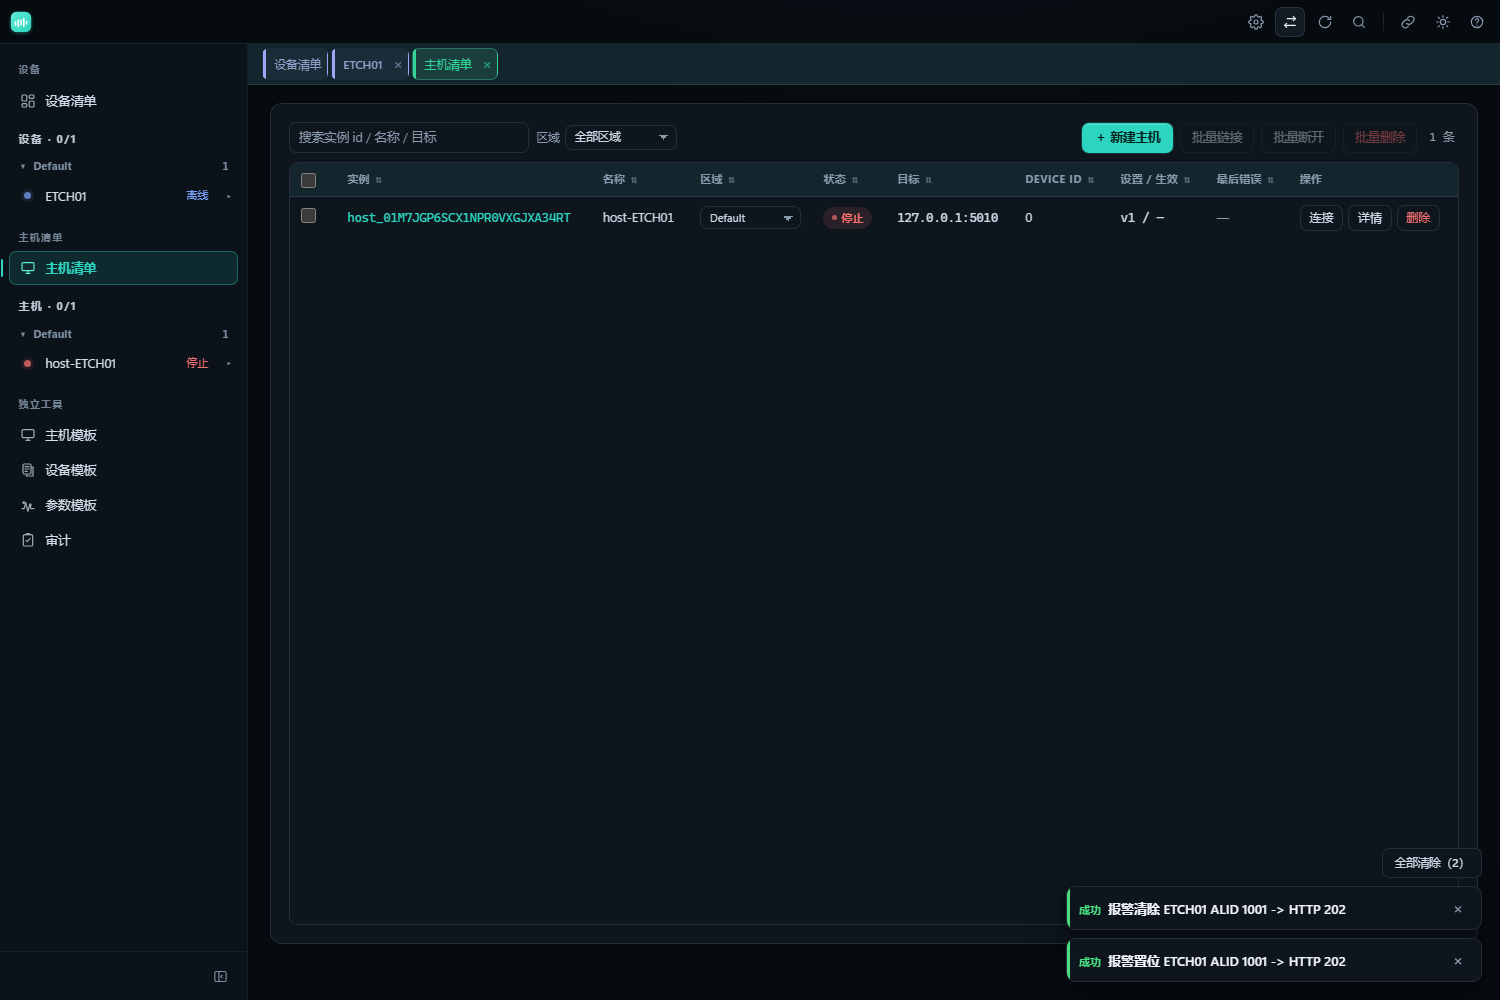 设备
设备清单
设备 · 0/1
Default 1
ETCH01 离线
主机清单
主机清单
主机 · 0/1
Default 1
host-ETCH01 停止
独立工具
主机模板
设备模板
参数模板
审计
设备清单 ETCH01 × 主机清单 ×
搜索实例 id / 名称 / 目标 区域 全部区域 + 新建主机 批量链接 批量断开 批量删除 1 条
实例 名称 区域 状态 目标 DEVICE ID 设置 / 生效 最后错误 操作
host_01M7JGP6SCX1NPR0VXGJXA34RT host-ETCH01 Default 停止 127.0.0.1:5010 0 v1 / — — 连接 详情 删除
全部清除 (2)
成功 报警清除 ETCH01 ALID 1001 -> HTTP 202 ×
成功 报警置位 ETCH01 ALID 1001 -> HTTP 202 ×